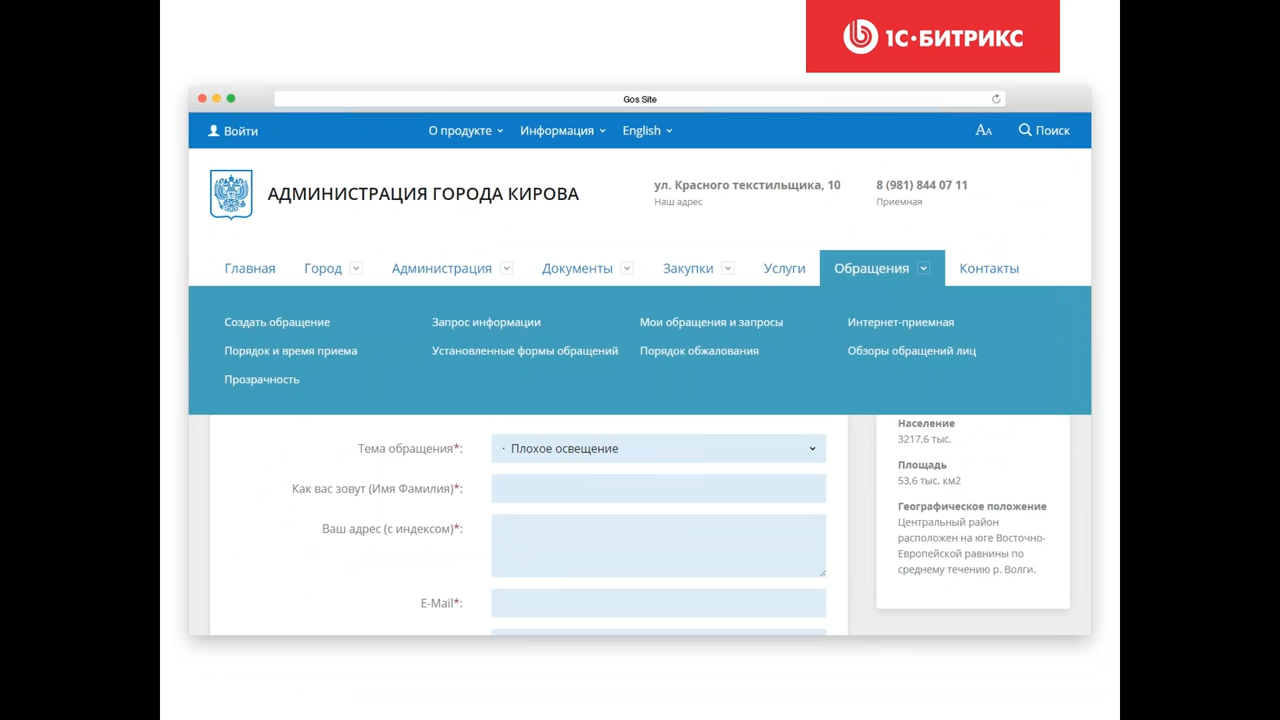 1С·БИТРИКС
Gos Site
Войти
О продукте
Информация
English
AA
Поиск
АДМИНИСТРАЦИЯ ГОРОДА КИРОВА
ул. Красного текстильщика, 10
Наш адрес
8 (981) 844 07 11
Приемная
Главная
Город
Администрация
Документы
Закупки
Услуги
Обращения
Контакты
Создать обращение
Запрос информации
Мои обращения и запросы
Интернет-приемная
Порядок и время приема
Установленные формы обращений
Порядок обжалования
Обзоры обращений лиц
Прозрачность
Тема обращения*:
· Плохое освещение
Как вас зовут (Имя Фамилия)*:
Ваш адрес (с индексом)*:
E-Mail*:
Население
3217,6 тыс.
Площадь
53,6 тыс. км2
Географическое положение
Центральный район
расположен на юге Восточно-
Европейской равнины по
среднему течению р. Волги.